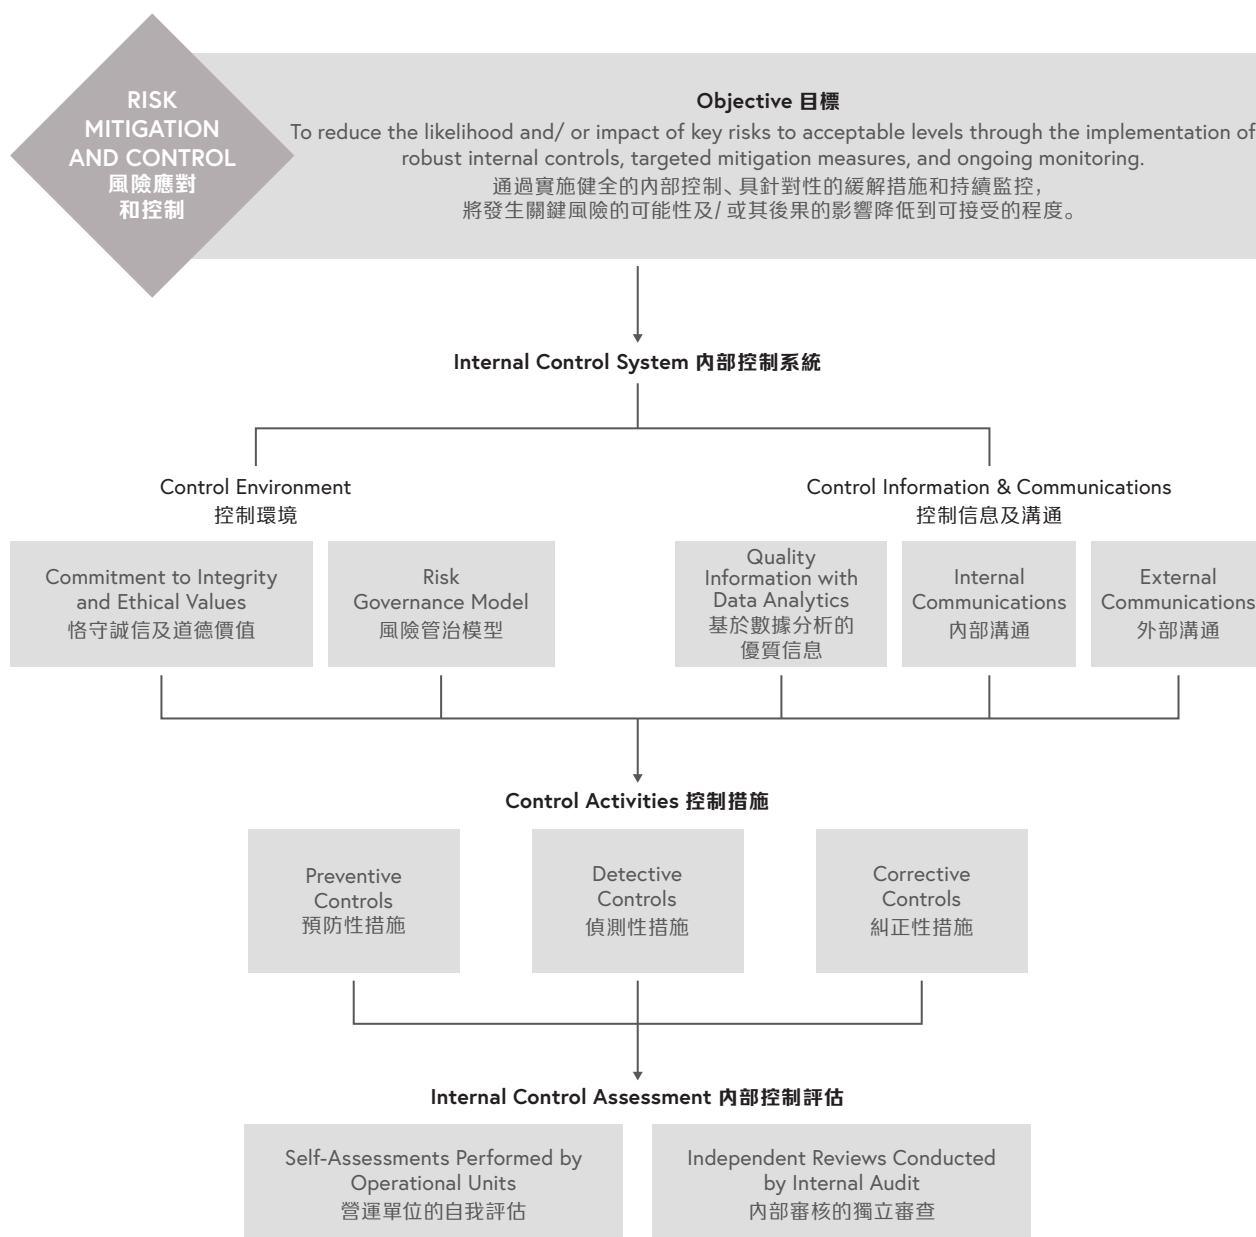 RISK
MITIGATION
AND CONTROL
風險應對
和控制
Objective 目標
To reduce the likelihood and/ or impact of key risks to acceptable levels through the implementation of
robust internal controls, targeted mitigation measures, and ongoing monitoring.
通過實施健全的內部控制、具針對性的緩解措施和持續監控，
將發生關鍵風險的可能性及/ 或其後果的影響降低到可接受的程度。
Internal Control System 內部控制系統
Control Environment
控制環境
Control Information & Communications
控制信息及溝通
Commitment to Integrity
and Ethical Values
恪守誠信及道德價值
Risk
Governance Model
風險管治模型
Quality
Information with
Data Analytics
基於數據分析的
優質信息
Internal
Communications
內部溝通
External
Communications
外部溝通
Control Activities 控制措施
Preventive
Controls
預防性措施
Detective
Controls
偵測性措施
Corrective
Controls
糾正性措施
Internal Control Assessment 內部控制評估
Self-Assessments Performed by
Operational Units
營運單位的自我評估
Independent Reviews Conducted
by Internal Audit
內部審核的獨立審查